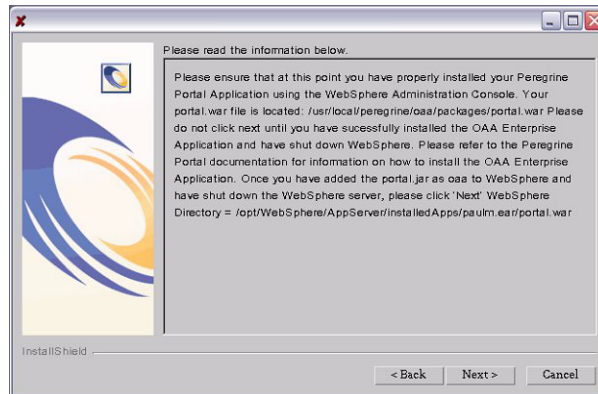 Please read the information below.
Please ensure that at this point you have properly installed your Peregrine
Portal Application using the WebSphere Administration Console. Your
portal.war file is located: /usr/local/peregrine/oaa/packages/portal.war Please
do not click next until you have sucessfully installed the OAA Enterprise
Application and have shut down WebSphere. Please refer to the Peregrine
Portal documentation for information on how to install the OAA Enterprise
Application. Once you have added the portal.jar as oaa to WebSphere and
have shut down the WebSphere server, please click 'Next' WebSphere
Directory = /opt/WebSphere/AppServer/installedApps/paulm.ear/portal.war
InstallShield
< Back Next > Cancel